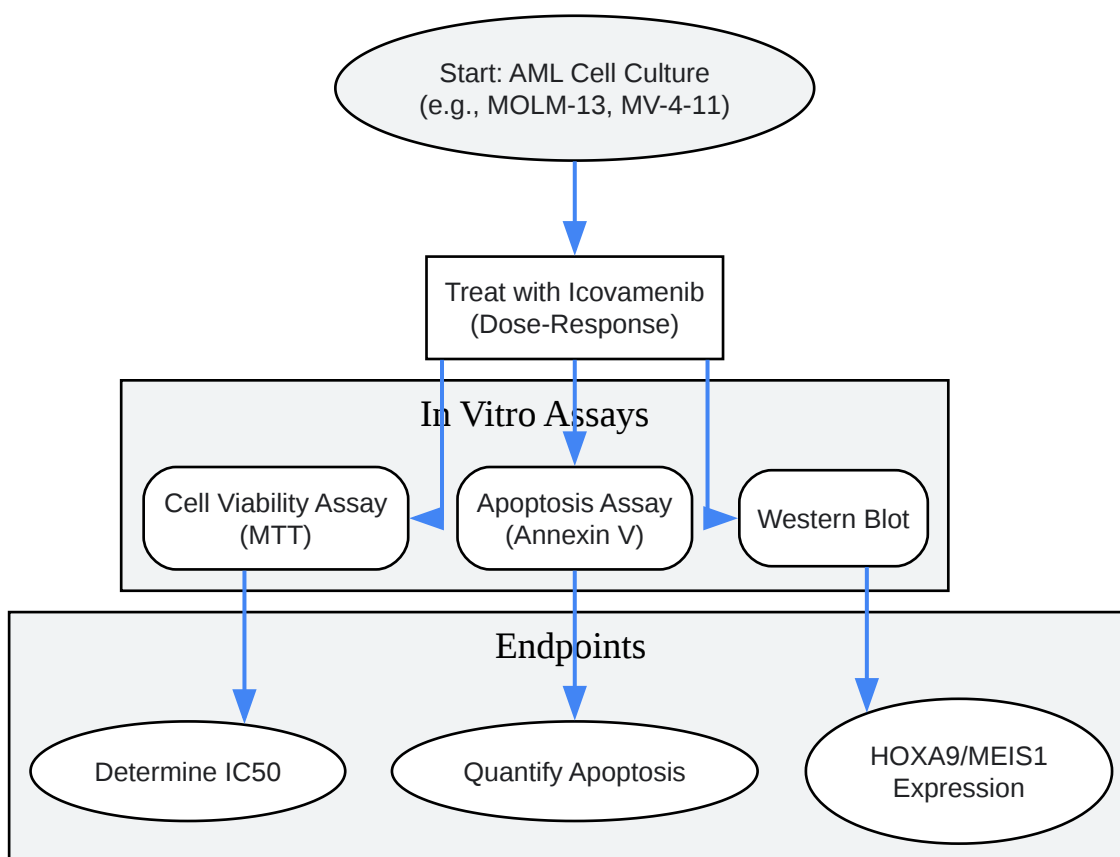 Start: AML Cell Culture
(e.g., MOLM-13, MV-4-11)
Treat with Icovamenib
(Dose-Response)
In Vitro Assays
Cell Viability Assay
(MTT)
Apoptosis Assay
(Annexin V)
Western Blot
Endpoints
Determine IC50
Quantify Apoptosis
HOXA9/MEIS1
Expression